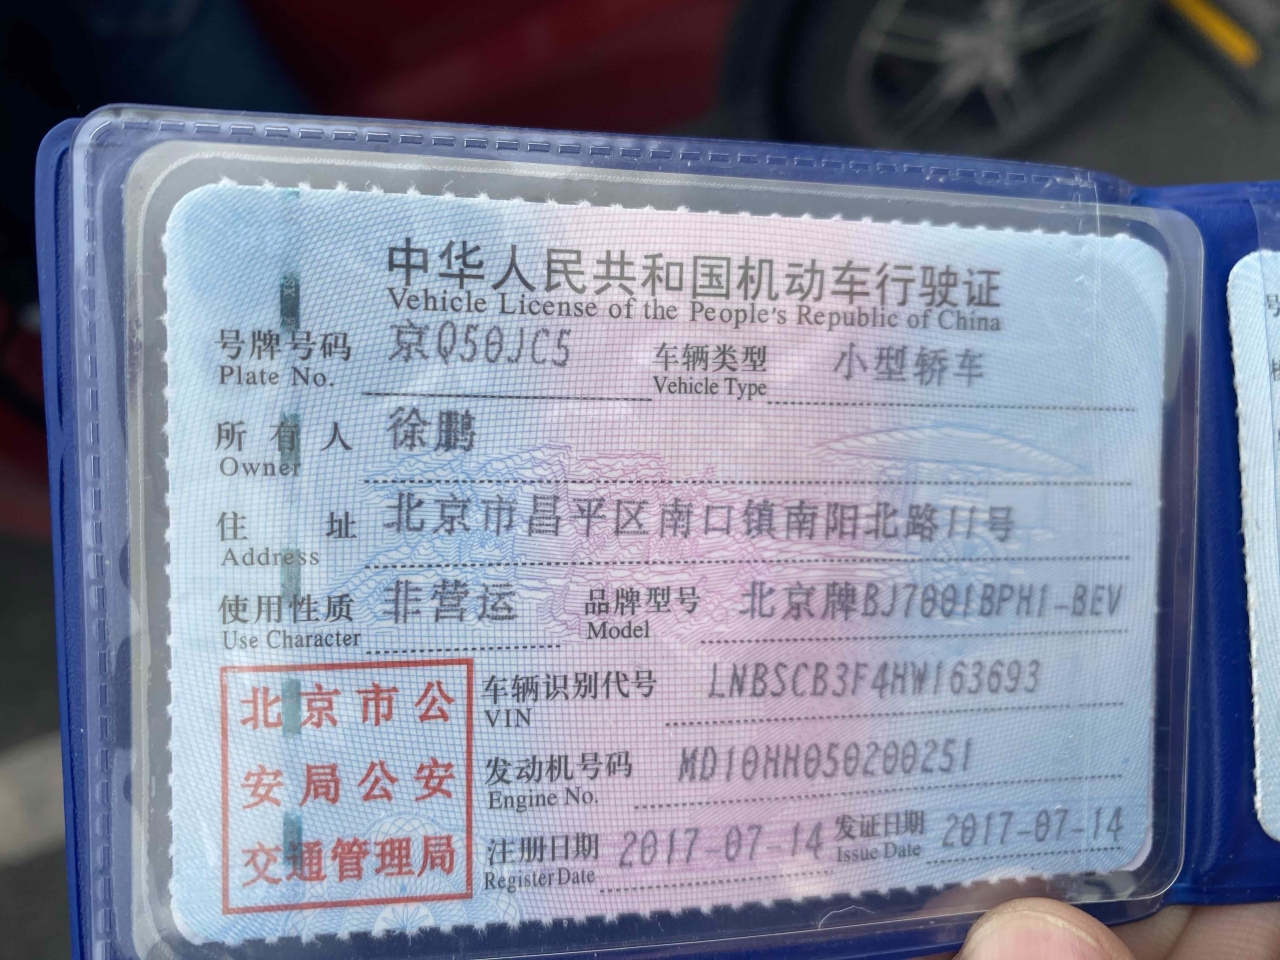 中华人民共和国机动车行驶证
Vehicle License of the People's Republic of China
号牌号码 京Q50JC5 车辆类型 小型轿车
Plate No. Vehicle Type
所有人 徐鹏
Owner
住址 北京市昌平区南口镇南阳北路11号
Address
使用性质 非营运 品牌型号 北京牌BJ7001BPH1-BEV
Use Character Model
北京市公
安局公安
交通管理局
车辆识别代号 LNBSCB3F4HW163693
VIN
发动机号码 MD10HH050200251
Engine No.
注册日期 2017-07-14 发证日期 2017-07-14
Register Date Issue Date